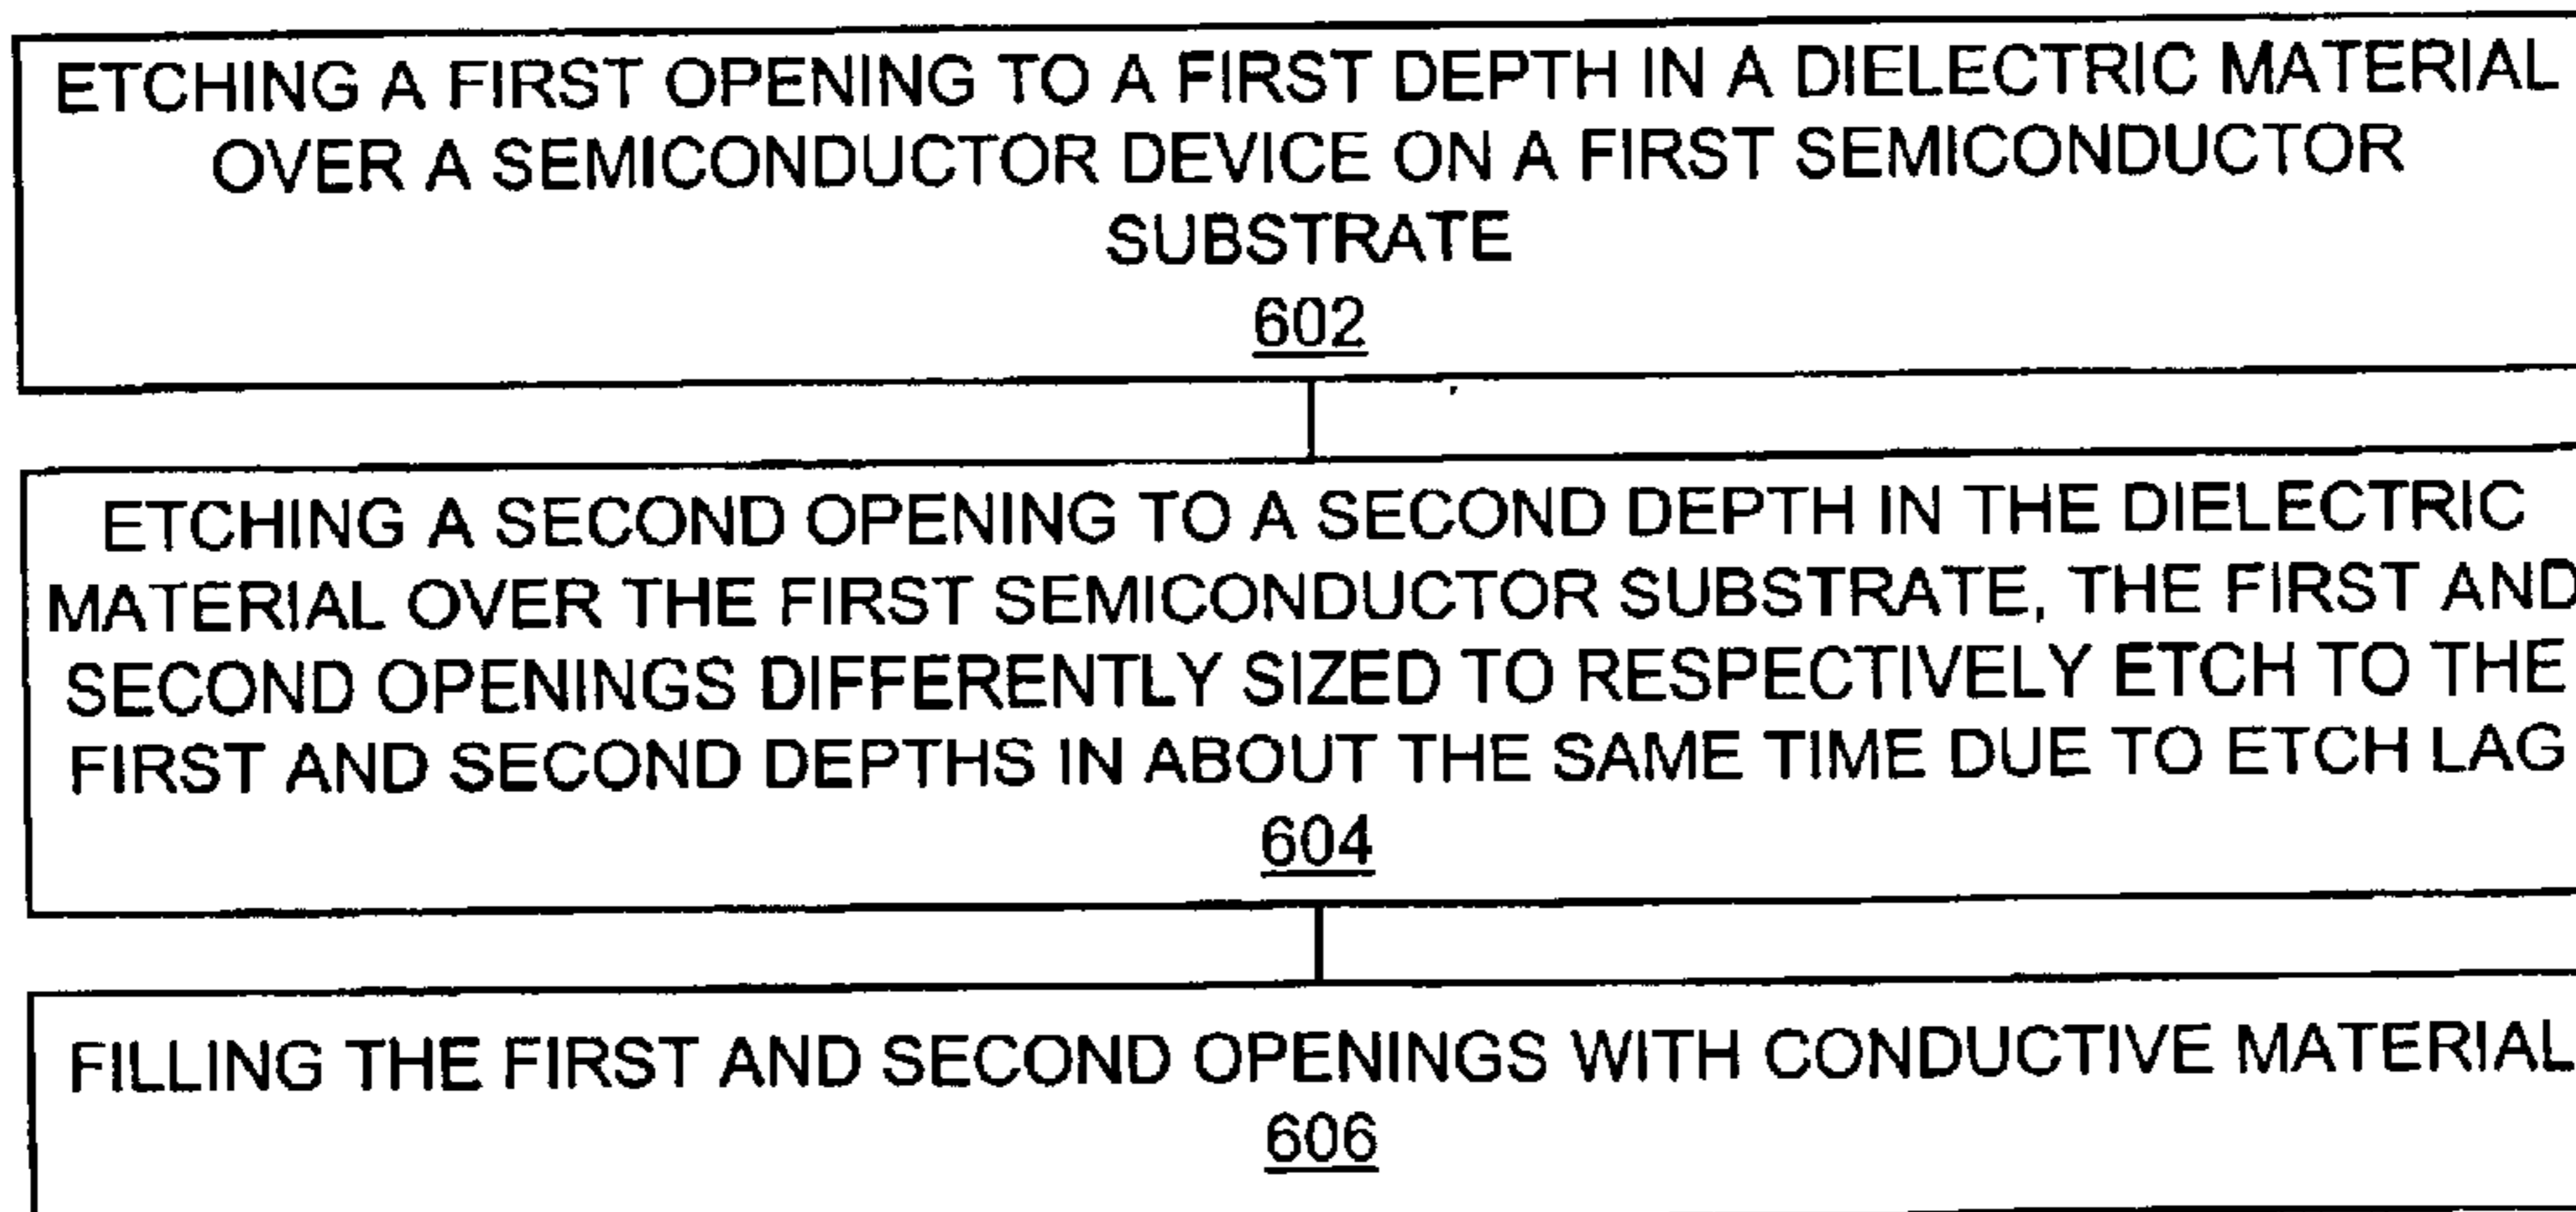 ETCHING A FIRST OPENING TO A FIRST DEPTH IN A DIELECTRIC MATERIAL
OVER A SEMICONDUCTOR DEVICE ON A FIRST SEMICONDUCTOR
SUBSTRATE
602
ETCHING A SECOND OPENING TO A SECOND DEPTH IN THE DIELECTRIC
MATERIAL OVER THE FIRST SEMICONDUCTOR SUBSTRATE, THE FIRST AND
SECOND OPENINGS DIFFERENTLY SIZED TO RESPECTIVELY ETCH TO THE
FIRST AND SECOND DEPTHS IN ABOUT THE SAME TIME DUE TO ETCH LAG
604
FILLING THE FIRST AND SECOND OPENINGS WITH CONDUCTIVE MATERIAL
606